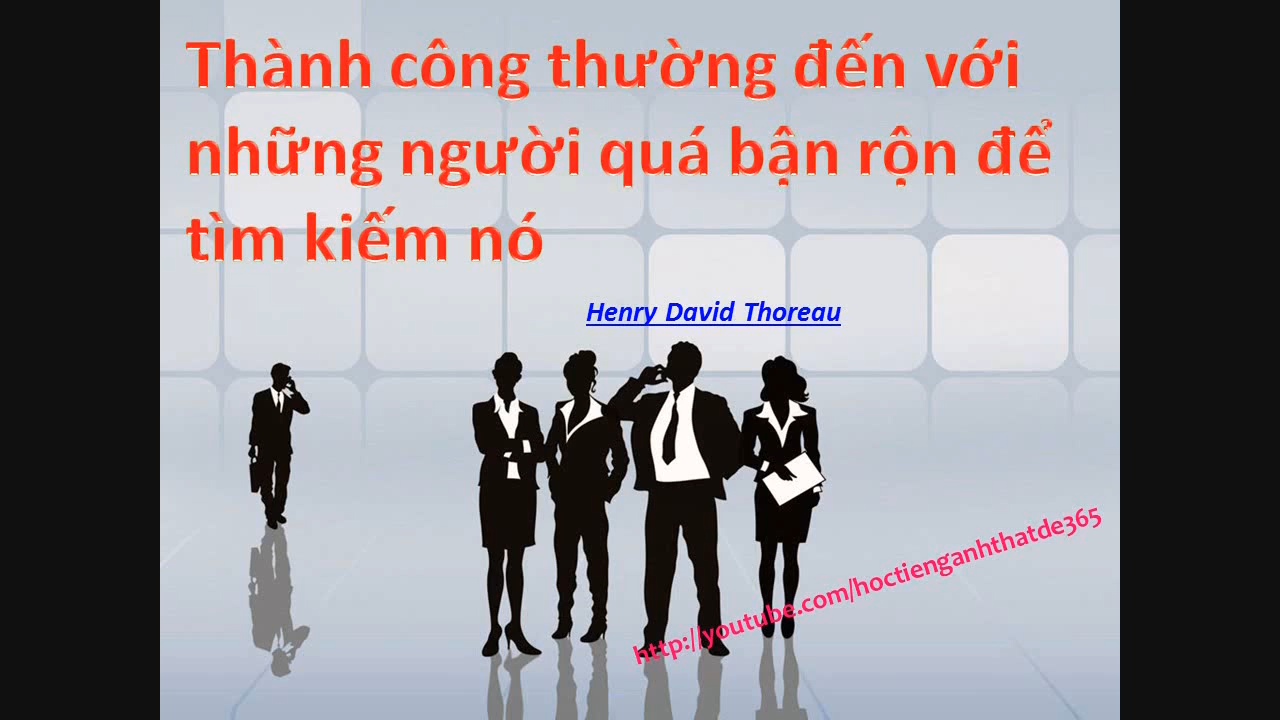 Thành công thường đến với
những người quá bận rộn để
tìm kiếm nó
Henry David Thoreau
http://youtube.com/hoctienganhthatde365